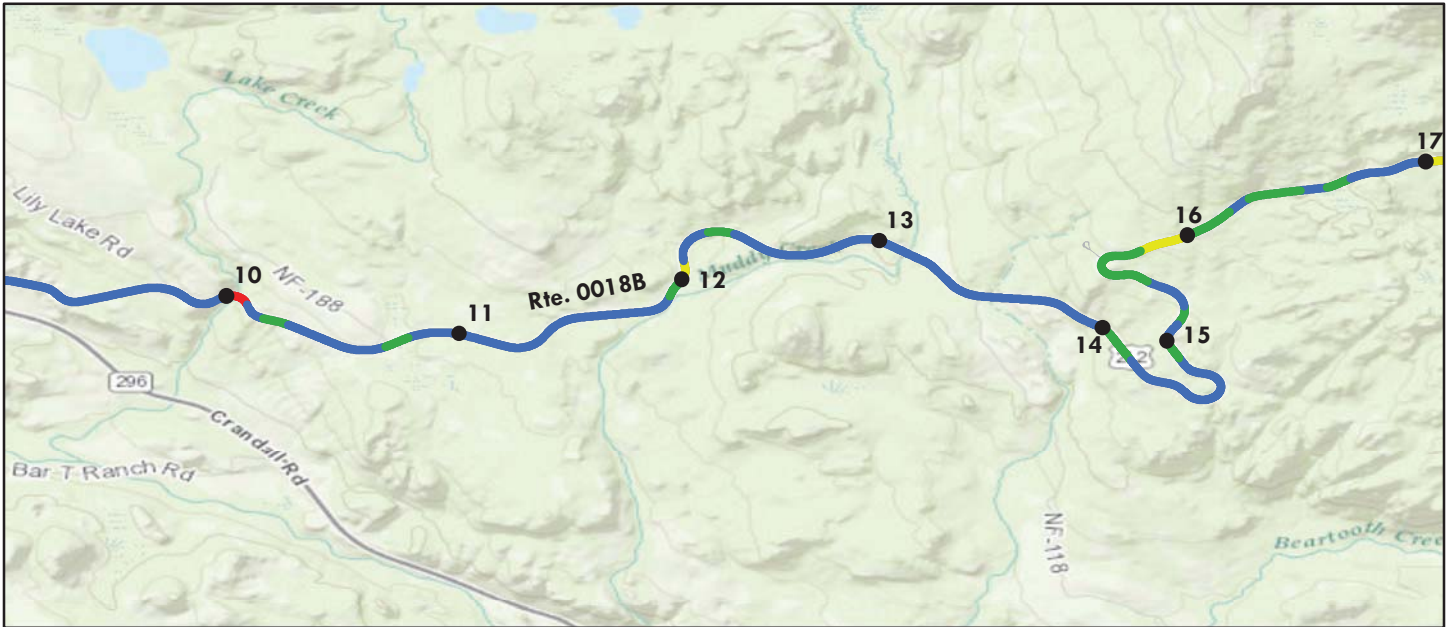 17
Lake Creek
Lily Lake Rd
16
13
10
NF-188
12
Rte. 0018B
11
14
15
296
Crandall Rd
Bar T Ranch Rd
NF-118
Beartooth